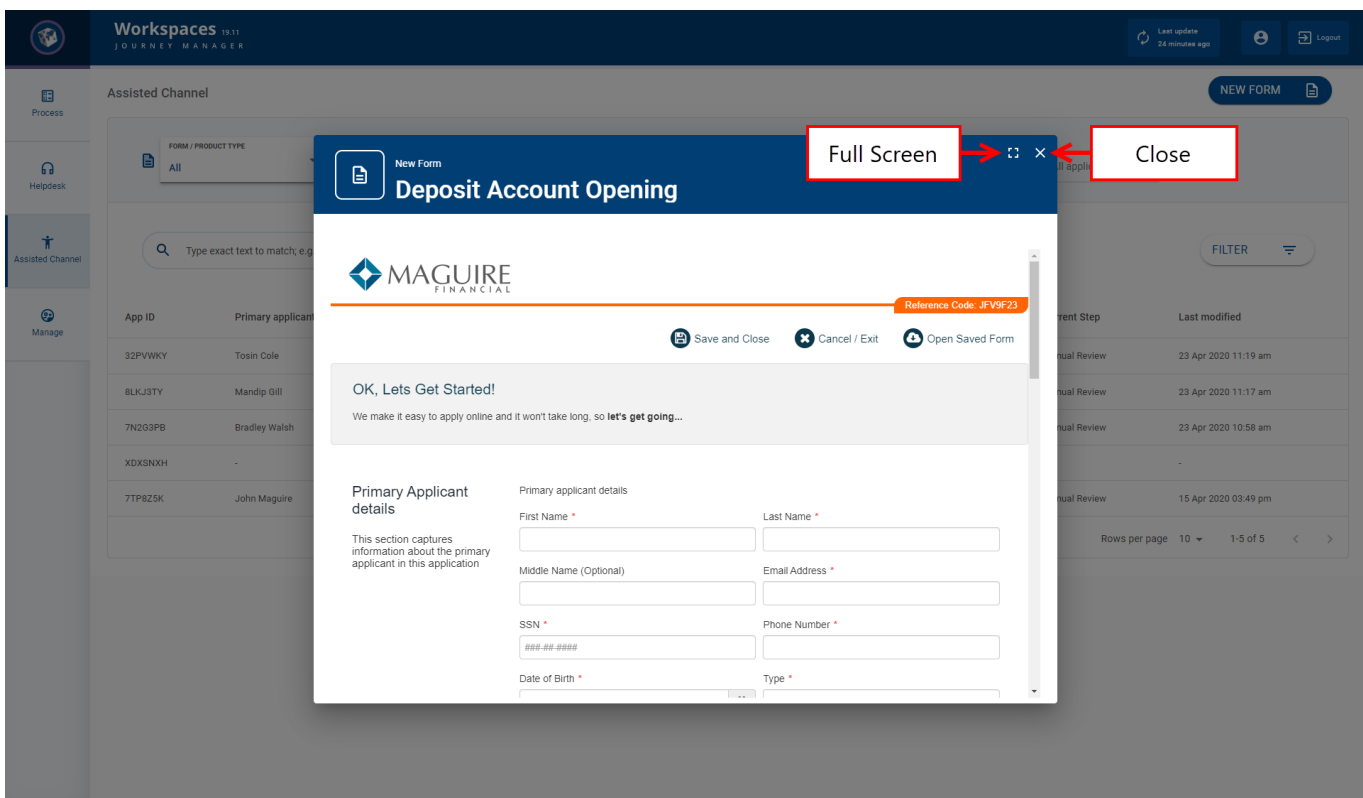 Workspaces 19.11
JOURNEY MANAGER
Last update
24 minutes ago
Logout
Process
Helpdesk
Assisted Channel
Manage
Assisted Channel
NEW FORM
FORM / PRODUCT TYPE
All
All appli
Type exact text to match; e.g
FILTER
App ID Primary applicant rrent Step Last modified
32PVWKY Tosin Cole nual Review 23 Apr 2020 11:19 am
8LKJ3TY Mandip Gill nual Review 23 Apr 2020 11:17 am
7N2G3PB Bradley Walsh nual Review 23 Apr 2020 10:58 am
XDXSNXH - -
7TP8Z5K John Maguire nual Review 15 Apr 2020 03:49 pm
Rows per page 10 1-5 of 5
New Form
Deposit Account Opening
Full Screen
Close
MAGUIRE
FINANCIAL
Reference Code: JFV9F23
Save and Close Cancel / Exit Open Saved Form
OK, Lets Get Started!
We make it easy to apply online and it won't take long, so let's get going...
Primary Applicant
details
This section captures
information about the primary
applicant in this application
Primary applicant details
First Name * Last Name *
Middle Name (Optional) Email Address *
SSN * Phone Number *
###-##-####
Date of Birth * Type *